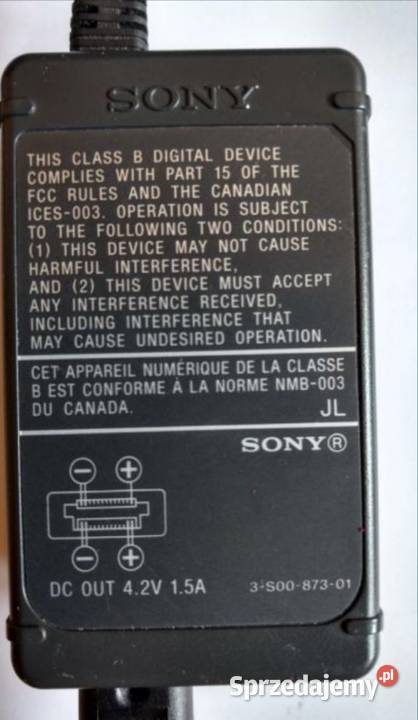 SONY
THIS CLASS B DIGITAL DEVICE
COMPLIES WITH PART 15 OF THE
FCC RULES AND THE CANADIAN
ICES-003. OPERATION IS SUBJECT
TO THE FOLLOWING TWO CONDITIONS:
(1) THIS DEVICE MAY NOT CAUSE
HARMFUL INTERFERENCE,
AND (2) THIS DEVICE MUST ACCEPT
ANY INTERFERENCE RECEIVED,
INCLUDING INTERFERENCE THAT
MAY CAUSE UNDESIRED OPERATION.
CET APPAREIL NUMÉRIQUE DE LA CLASSE
B EST CONFORME À LA NORME NMB-003
DU CANADA. JL
SONY®
− +
− +
DC OUT 4.2V 1.5A 3-S00-873-01
Sprzedajemy.pl